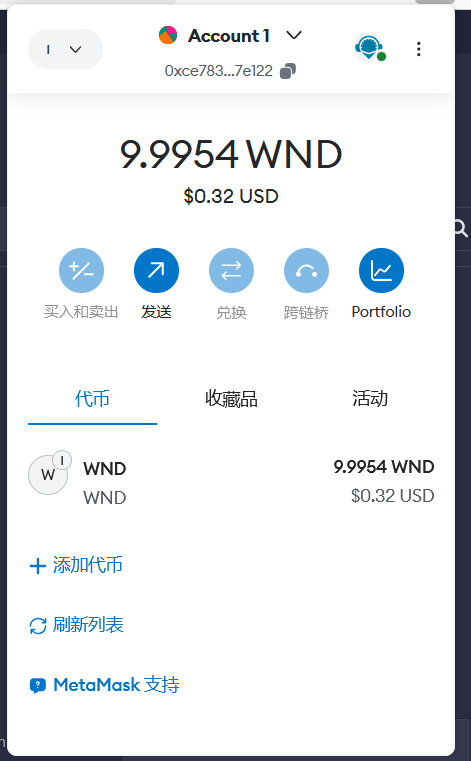 I
Account 1
0xce783...7e122
9.9954 WND
$0.32 USD
买入和卖出
发送
兑换
跨链桥
Portfolio
代币
收藏品
活动
W
I
WND
9.9954 WND
WND
$0.32 USD
添加代币
刷新列表
MetaMask 支持